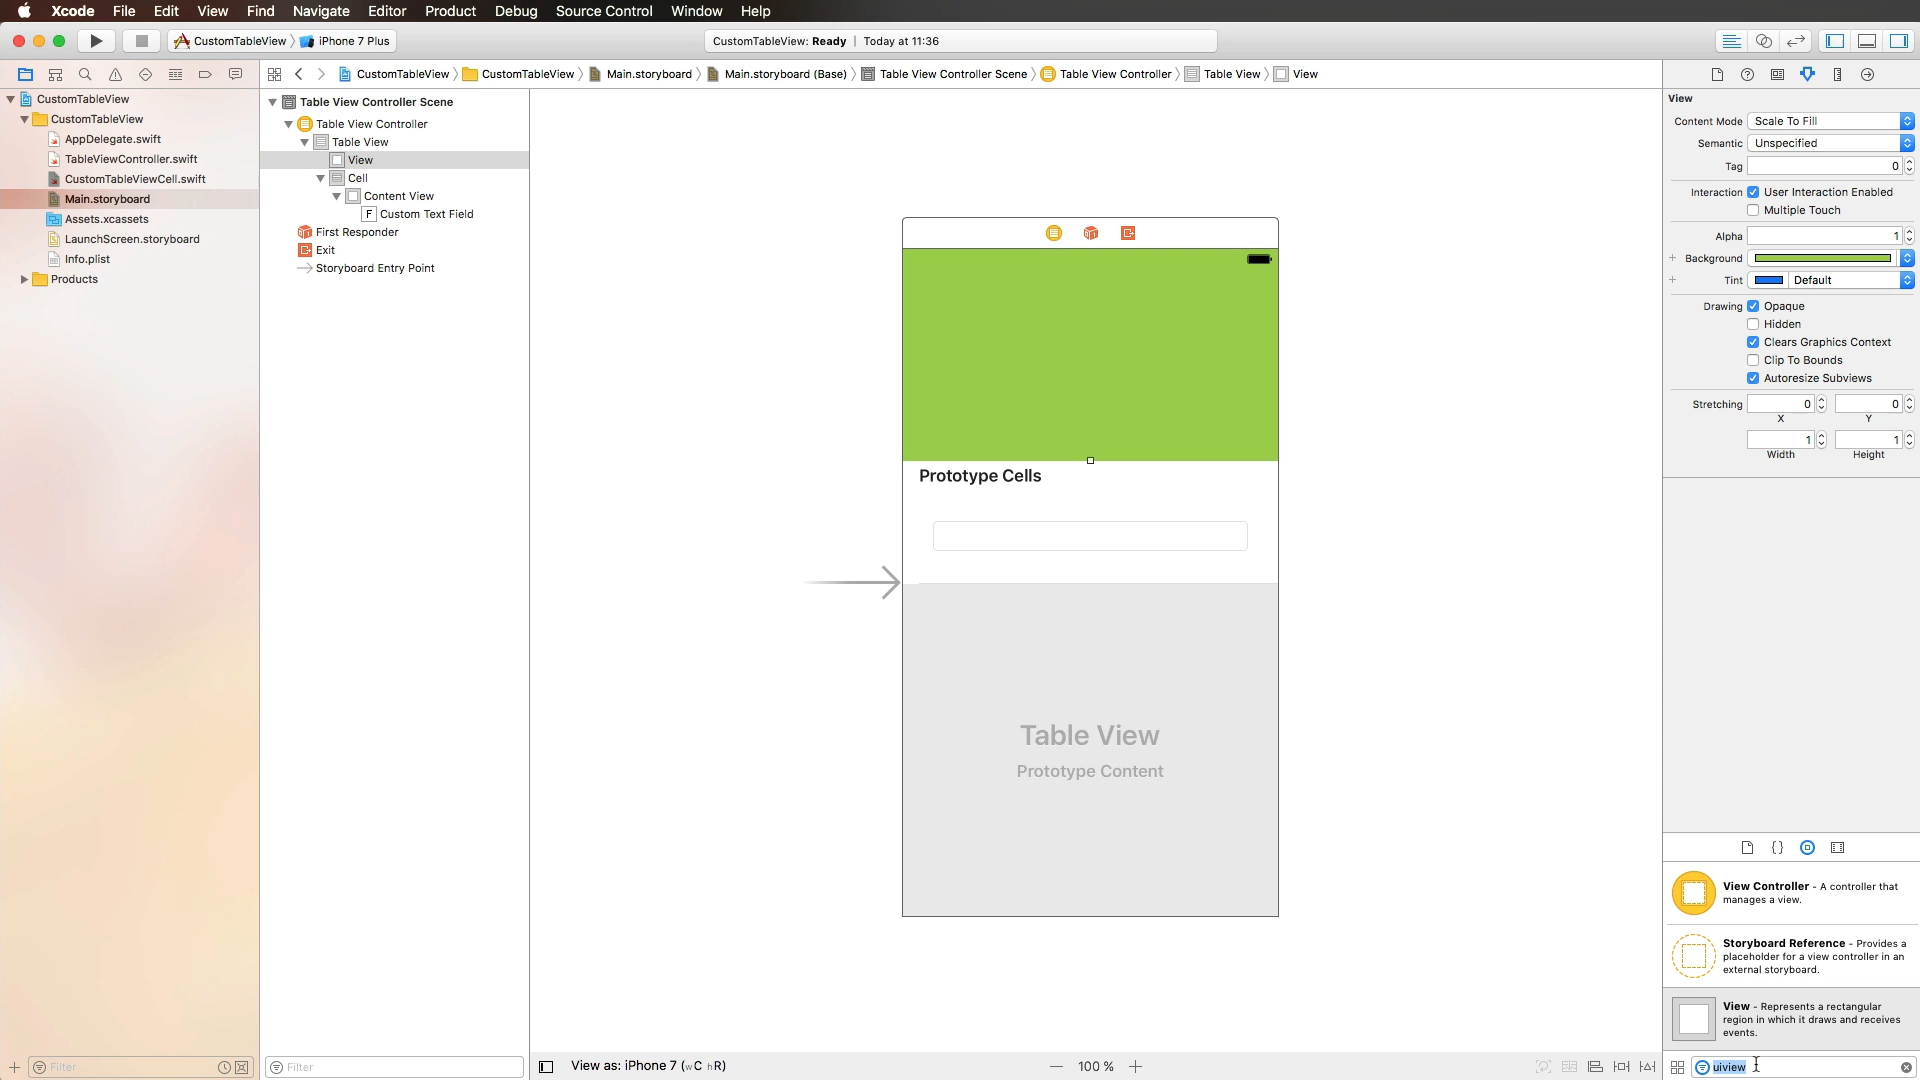 Xcode File Edit View Find Navigate Editor Product Debug Source Control Window Help
CustomTableView iPhone 7 Plus
CustomTableView: Ready | Today at 11:36
CustomTableView CustomTableView Main.storyboard Main.storyboard (Base) Table View Controller Scene Table View Controller Table View View
CustomTableView
CustomTableView
AppDelegate.swift
TableViewController.swift
CustomTableViewCell.swift
Main.storyboard
Assets.xcassets
LaunchScreen.storyboard
Info.plist
Products
Filter
Table View Controller Scene
Table View Controller
Table View
View
Cell
Content View
F Custom Text Field
First Responder
Exit
Storyboard Entry Point
Filter
Prototype Cells
Table View
Prototype Content
View as: iPhone 7 (wC hR)
100 %
View
Content Mode Scale To Fill
Semantic Unspecified
Tag 0
Interaction User Interaction Enabled
Multiple Touch
Alpha 1
Background
Tint Default
Drawing Opaque
Hidden
Clears Graphics Context
Clip To Bounds
Autoresize Subviews
Stretching 0 0
X Y
1 1
Width Height
View Controller - A controller that
manages a view.
Storyboard Reference - Provides a
placeholder for a view controller in an
external storyboard.
View - Represents a rectangular
region in which it draws and receives
events.
uiview